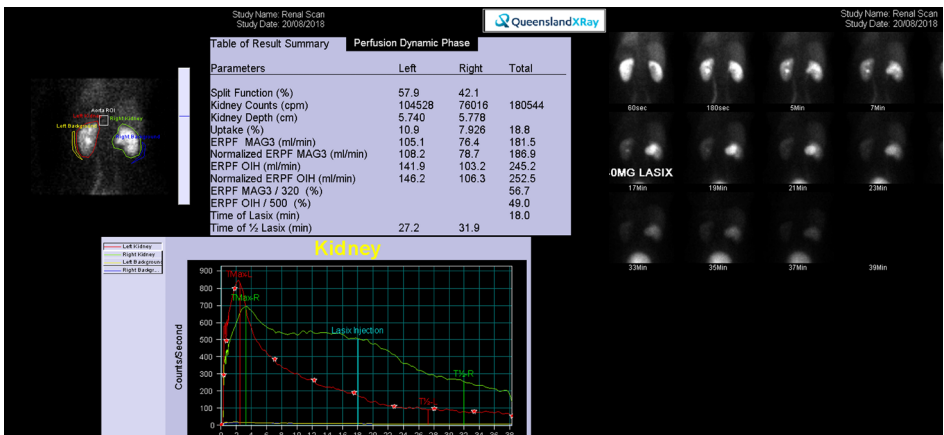 Study Name: Renal Scan
Study Date: 20/08/2018
QueenslandXRay
Study Name: Renal Scan
Study Date: 20/08/2018
Table of Result Summary Perfusion Dynamic Phase
Parameters Left Right Total
Split Function (%) 57.9 42.1
Kidney Counts (cpm) 104528 76016 180544
Kidney Depth (cm) 5.740 5.778
Uptake (%) 10.9 7.926 18.8
ERPF MAG3 (ml/min) 105.1 76.4 181.5
Normalized ERPF MAG3 (ml/min) 108.2 78.7 186.9
ERPF OIH (ml/min) 141.9 103.2 245.2
Normalized ERPF OIH (ml/min) 146.2 106.3 252.5
ERPF MAG3 / 320 (%) 56.7
ERPF OIH / 500 (%) 49.0
Time of Lasix (min) 18.0
Time of ½ Lasix (min) 27.2 31.9
Aorta ROI
Right Kidney
Left Background
60sec 180sec 5Min 7Min
0MG LASIX
17Min 19Min 21Min 23Min
33Min 35Min 37Min 39Min
Kidney
Left Kidney
Right Kidney
Left Background
Right Backgr...
Counts/Second
900
800
700
600
500
400
300
200
100
0
TMax-L
TMax-R
Lasix Injection
T½-R
T½-L
0 2 4 6 8 10 12 14 16 18 20 22 24 26 28 30 32 34 36 38